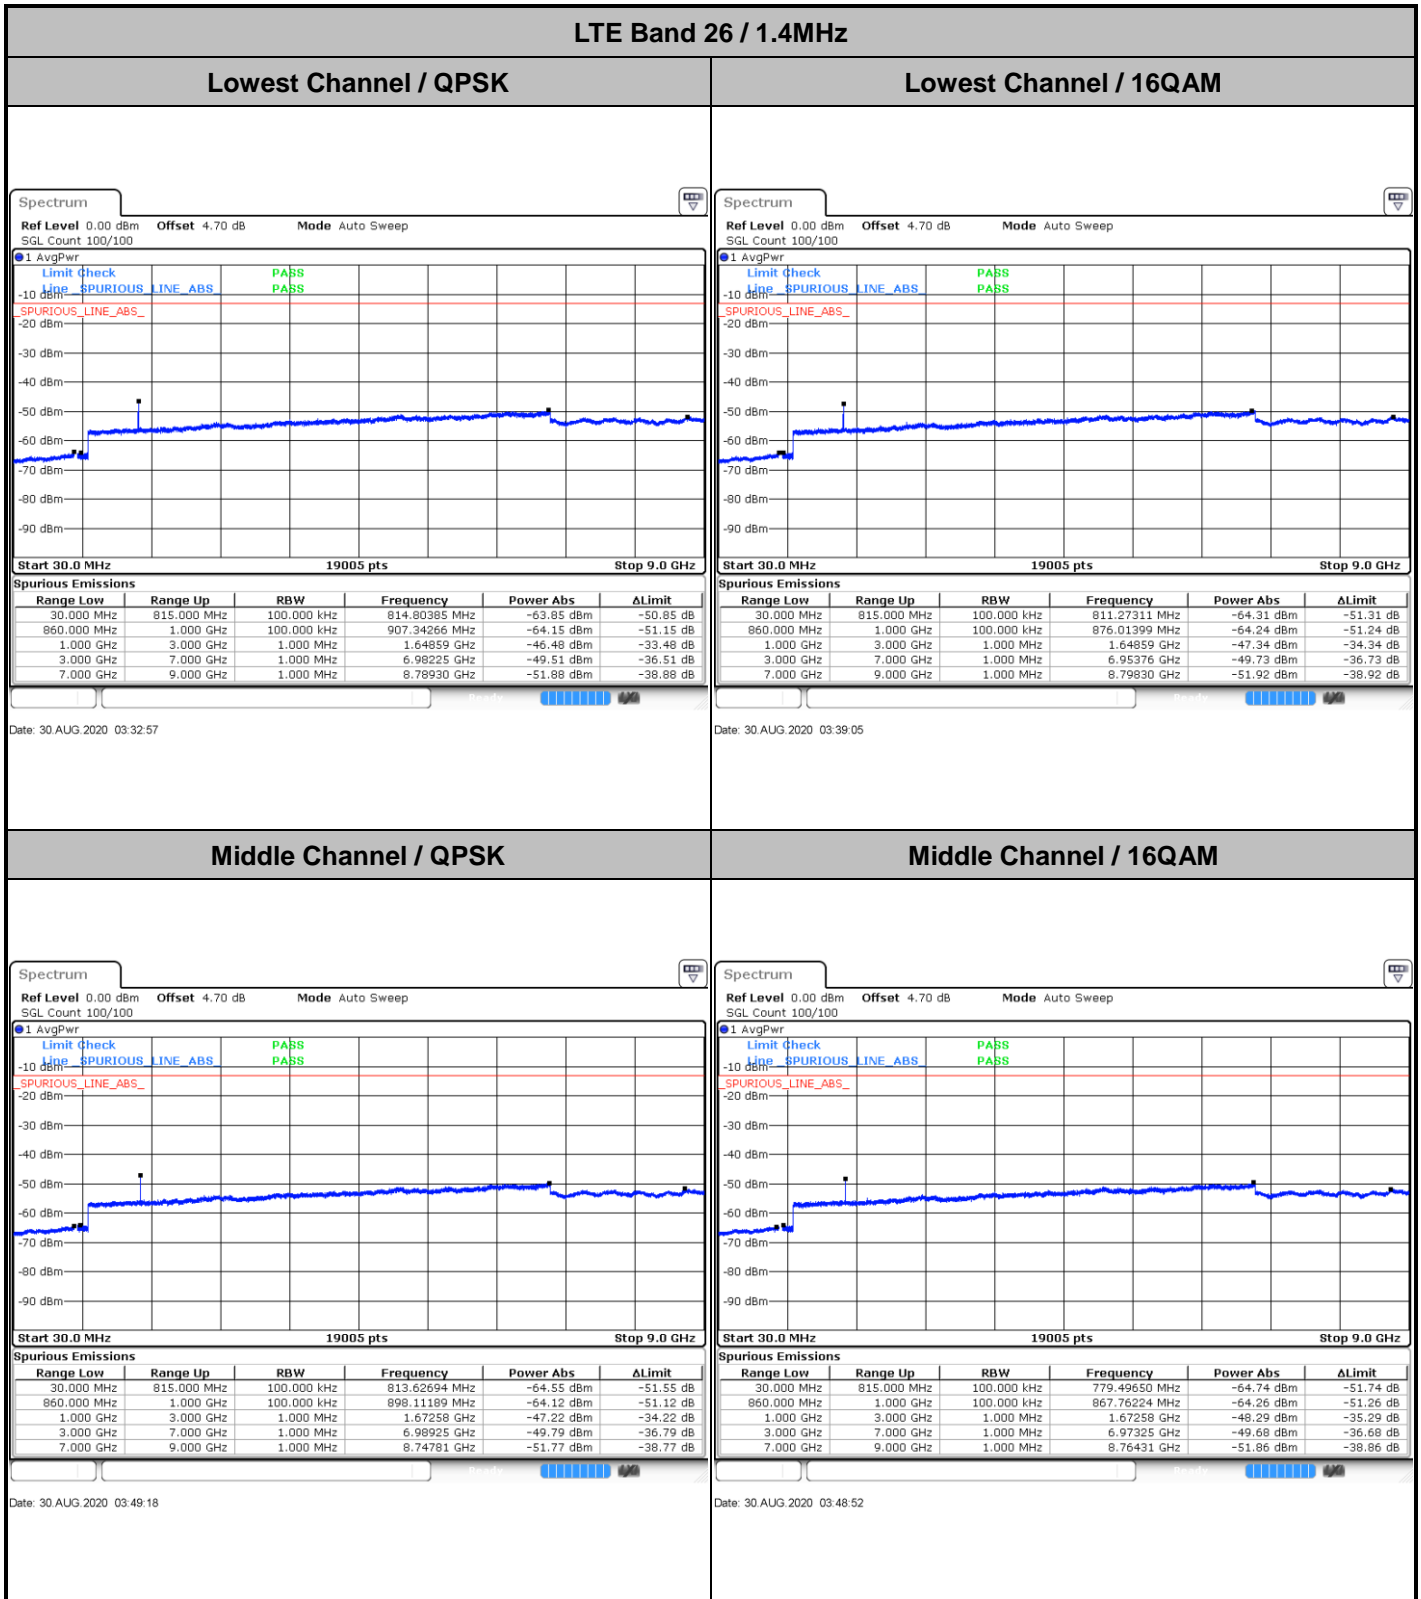 LTE Band 26 / 1.4MHz
Lowest Channel / QPSK
Lowest Channel / 16QAM
Spectrum
Ref Level 0.00 dBm Offset 4.70 dB Mode Auto Sweep
SGL Count 100/100
1 AvgPwr
Limit Check PASS
Line _SPURIOUS_LINE_ABS_ PASS
-10 dBm
_SPURIOUS_LINE_ABS_
-20 dBm
-30 dBm
-40 dBm
-50 dBm
-60 dBm
-70 dBm
-80 dBm
-90 dBm
Start 30.0 MHz 19005 pts Stop 9.0 GHz
Spurious Emissions
Range Low Range Up RBW Frequency Power Abs ΔLimit
30.000 MHz 815.000 MHz 100.000 kHz 814.80385 MHz -63.85 dBm -50.85 dB
860.000 MHz 1.000 GHz 100.000 kHz 907.34266 MHz -64.15 dBm -51.15 dB
1.000 GHz 3.000 GHz 1.000 MHz 1.64859 GHz -46.48 dBm -33.48 dB
3.000 GHz 7.000 GHz 1.000 MHz 6.98225 GHz -49.51 dBm -36.51 dB
7.000 GHz 9.000 GHz 1.000 MHz 8.78930 GHz -51.88 dBm -38.88 dB
Date: 30.AUG.2020 03:32:57
Spectrum
Ref Level 0.00 dBm Offset 4.70 dB Mode Auto Sweep
SGL Count 100/100
1 AvgPwr
Limit Check PASS
Line _SPURIOUS_LINE_ABS_ PASS
-10 dBm
_SPURIOUS_LINE_ABS_
-20 dBm
-30 dBm
-40 dBm
-50 dBm
-60 dBm
-70 dBm
-80 dBm
-90 dBm
Start 30.0 MHz 19005 pts Stop 9.0 GHz
Spurious Emissions
Range Low Range Up RBW Frequency Power Abs ΔLimit
30.000 MHz 815.000 MHz 100.000 kHz 811.27311 MHz -64.31 dBm -51.31 dB
860.000 MHz 1.000 GHz 100.000 kHz 876.01399 MHz -64.24 dBm -51.24 dB
1.000 GHz 3.000 GHz 1.000 MHz 1.64859 GHz -47.34 dBm -34.34 dB
3.000 GHz 7.000 GHz 1.000 MHz 6.95376 GHz -49.73 dBm -36.73 dB
7.000 GHz 9.000 GHz 1.000 MHz 8.79830 GHz -51.92 dBm -38.92 dB
Date: 30.AUG.2020 03:39:05
Middle Channel / QPSK
Middle Channel / 16QAM
Spectrum
Ref Level 0.00 dBm Offset 4.70 dB Mode Auto Sweep
SGL Count 100/100
1 AvgPwr
Limit Check PASS
Line _SPURIOUS_LINE_ABS_ PASS
-10 dBm
_SPURIOUS_LINE_ABS_
-20 dBm
-30 dBm
-40 dBm
-50 dBm
-60 dBm
-70 dBm
-80 dBm
-90 dBm
Start 30.0 MHz 19005 pts Stop 9.0 GHz
Spurious Emissions
Range Low Range Up RBW Frequency Power Abs ΔLimit
30.000 MHz 815.000 MHz 100.000 kHz 813.62694 MHz -64.55 dBm -51.55 dB
860.000 MHz 1.000 GHz 100.000 kHz 898.11189 MHz -64.12 dBm -51.12 dB
1.000 GHz 3.000 GHz 1.000 MHz 1.67258 GHz -47.22 dBm -34.22 dB
3.000 GHz 7.000 GHz 1.000 MHz 6.98925 GHz -49.79 dBm -36.79 dB
7.000 GHz 9.000 GHz 1.000 MHz 8.74781 GHz -51.77 dBm -38.77 dB
Date: 30.AUG.2020 03:49:18
Spectrum
Ref Level 0.00 dBm Offset 4.70 dB Mode Auto Sweep
SGL Count 100/100
1 AvgPwr
Limit Check PASS
Line _SPURIOUS_LINE_ABS_ PASS
-10 dBm
_SPURIOUS_LINE_ABS_
-20 dBm
-30 dBm
-40 dBm
-50 dBm
-60 dBm
-70 dBm
-80 dBm
-90 dBm
Start 30.0 MHz 19005 pts Stop 9.0 GHz
Spurious Emissions
Range Low Range Up RBW Frequency Power Abs ΔLimit
30.000 MHz 815.000 MHz 100.000 kHz 779.49650 MHz -64.74 dBm -51.74 dB
860.000 MHz 1.000 GHz 100.000 kHz 867.76224 MHz -64.26 dBm -51.26 dB
1.000 GHz 3.000 GHz 1.000 MHz 1.67258 GHz -48.29 dBm -35.29 dB
3.000 GHz 7.000 GHz 1.000 MHz 6.97325 GHz -49.68 dBm -36.68 dB
7.000 GHz 9.000 GHz 1.000 MHz 8.76431 GHz -51.86 dBm -38.86 dB
Date: 30.AUG.2020 03:48:52